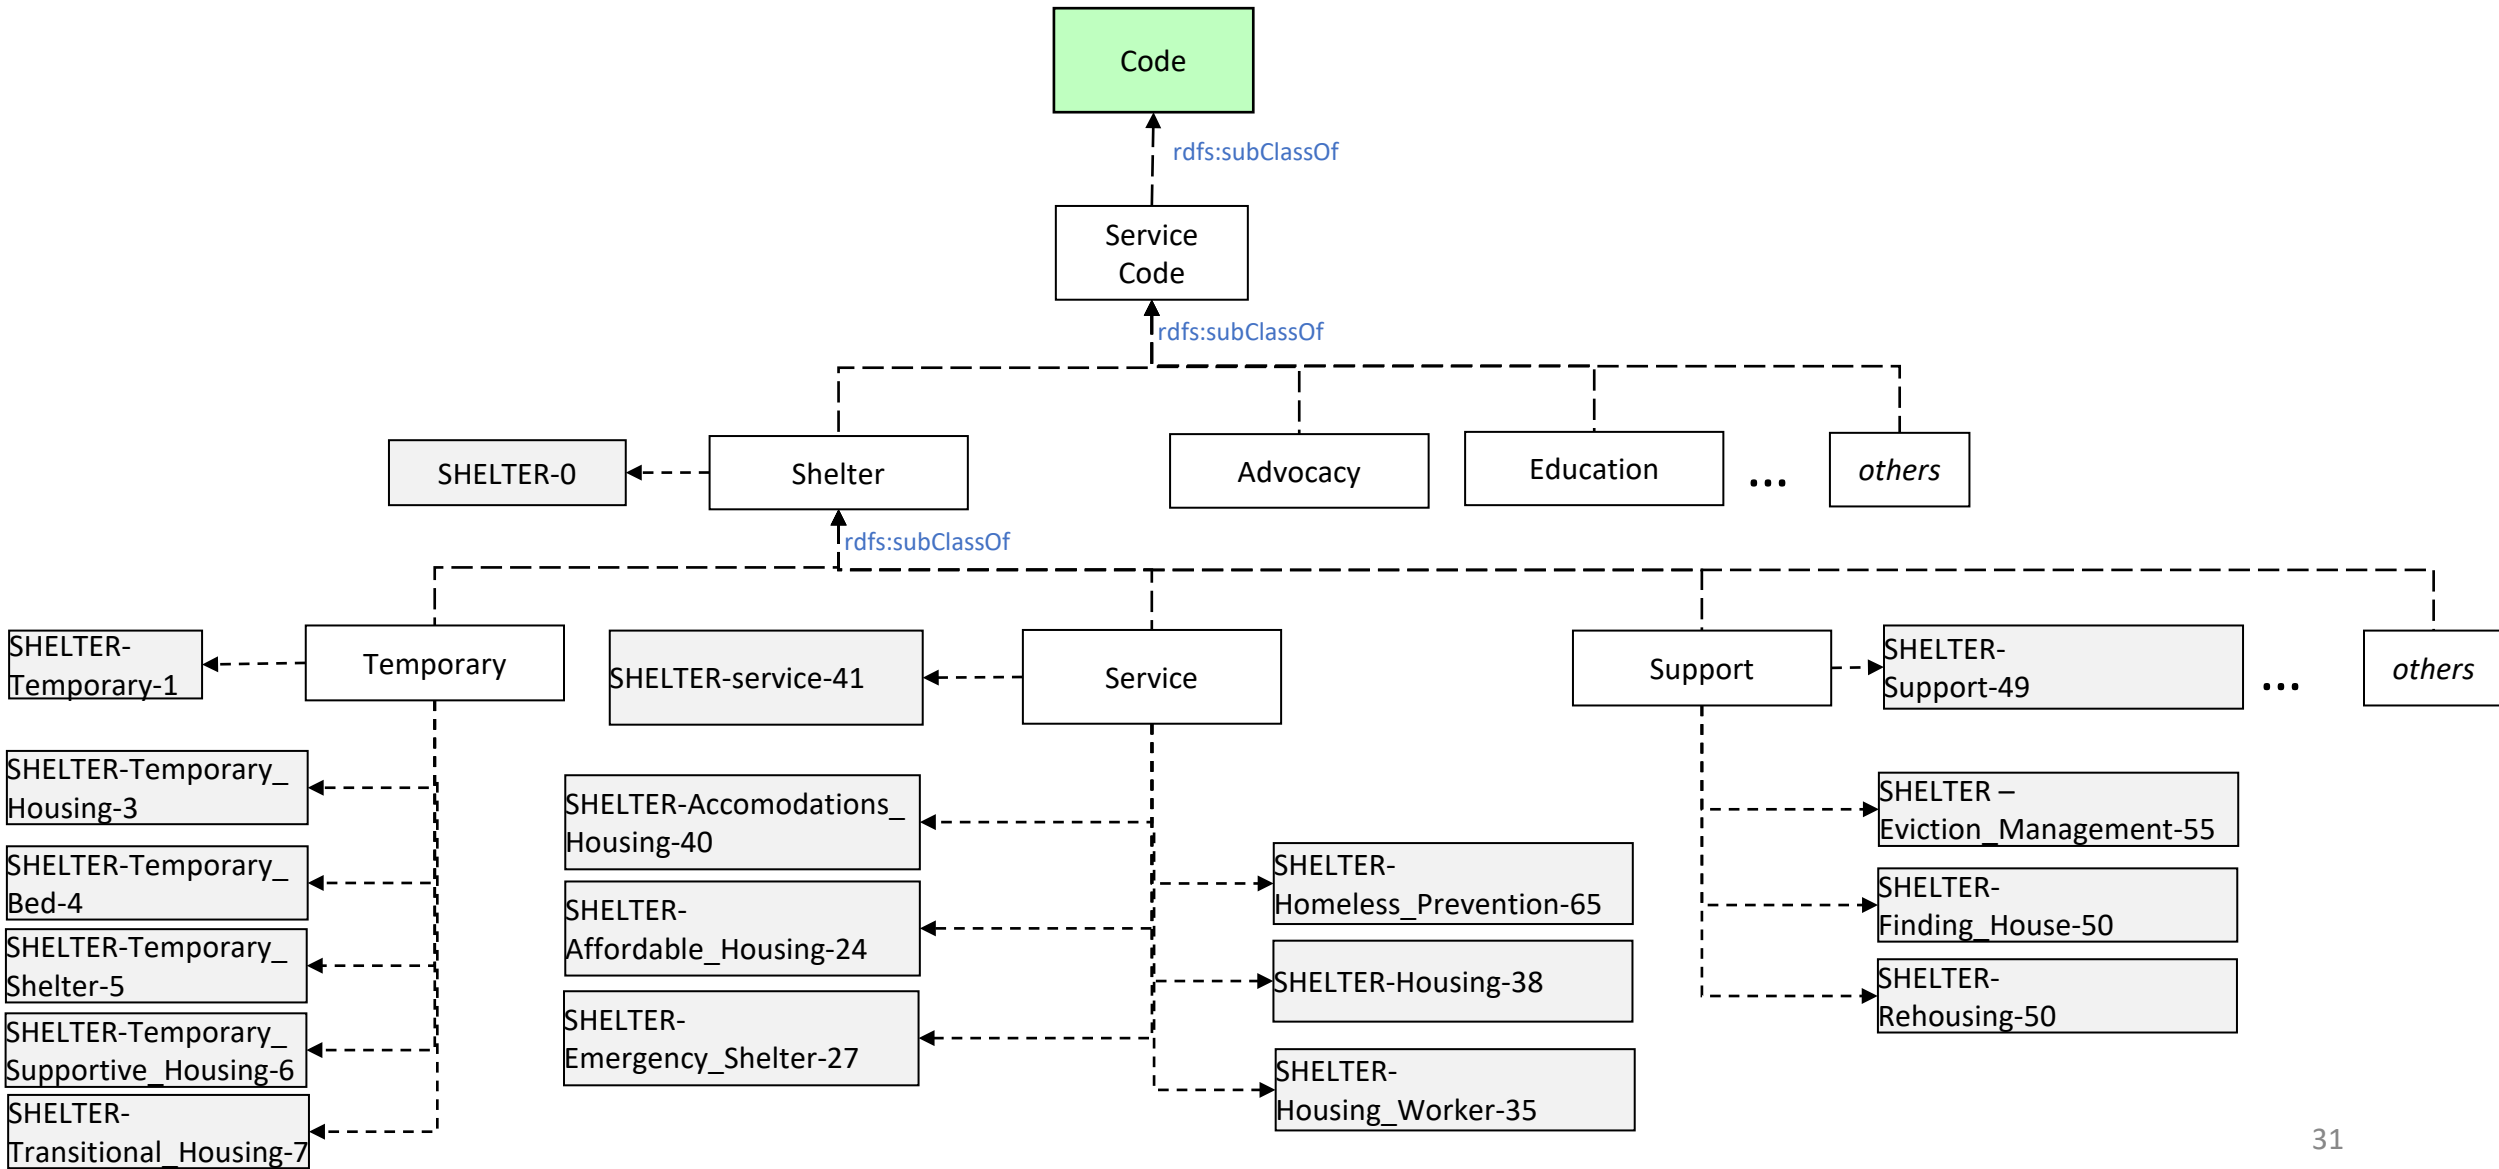 Code
rdfs:subClassOf
Service
Code
rdfs:subClassOf
SHELTER-0
Shelter
Advocacy
Education
...
others
rdfs:subClassOf
SHELTER-
Temporary-1
Temporary
SHELTER-service-41
Service
Support
SHELTER-
Support-49
...
others
SHELTER-Temporary_
Housing-3
SHELTER-Temporary_
Bed-4
SHELTER-Temporary_
Shelter-5
SHELTER-Temporary_
Supportive_Housing-6
SHELTER-
Transitional_Housing-7
SHELTER-Accomodations_
Housing-40
SHELTER-
Affordable_Housing-24
SHELTER-
Emergency_Shelter-27
SHELTER-
Homeless_Prevention-65
SHELTER-Housing-38
SHELTER-
Housing_Worker-35
SHELTER –
Eviction_Management-55
SHELTER-
Finding_House-50
SHELTER-
Rehousing-50
31